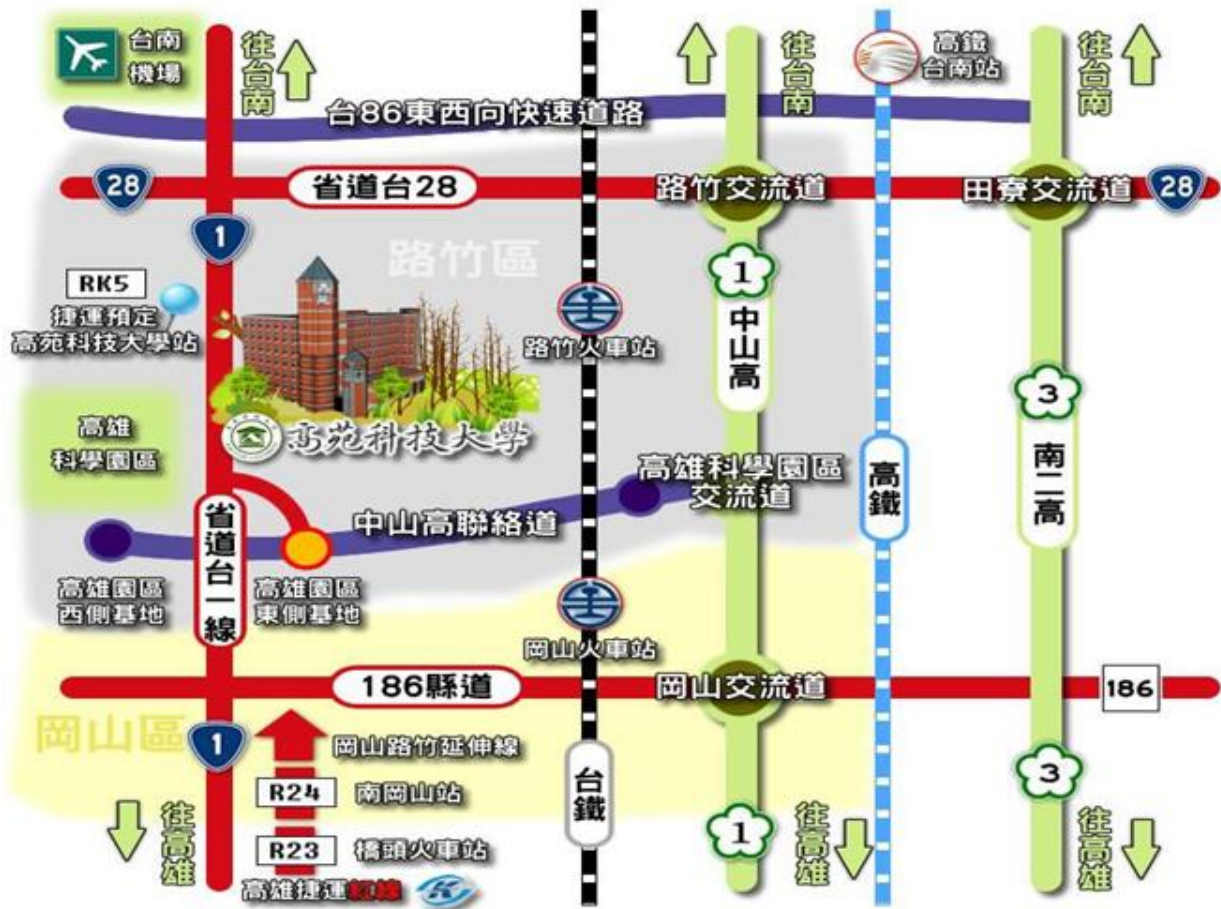 台南
機場
往台南
往台南
高鐵
台南站
往台南
台86東西向快速道路
28
省道台28
路竹交流道
田寮交流道
28
1
路竹區
1
RK5
捷運預定
高苑科技大學站
路竹火車站
中山高
3
高雄
科學園區
高苑科技大學
高雄科學園區
交流道
高鐵
南二高
省道台一線
中山高聯絡道
高雄園區
西側基地
高雄園區
東側基地
岡山火車站
186縣道
岡山交流道
186
岡山區
1
岡山路竹延伸線
R24
南岡山站
台鐵
3
1
R23
橋頭火車站
往高雄
往高雄
往高雄
高雄捷運紅線